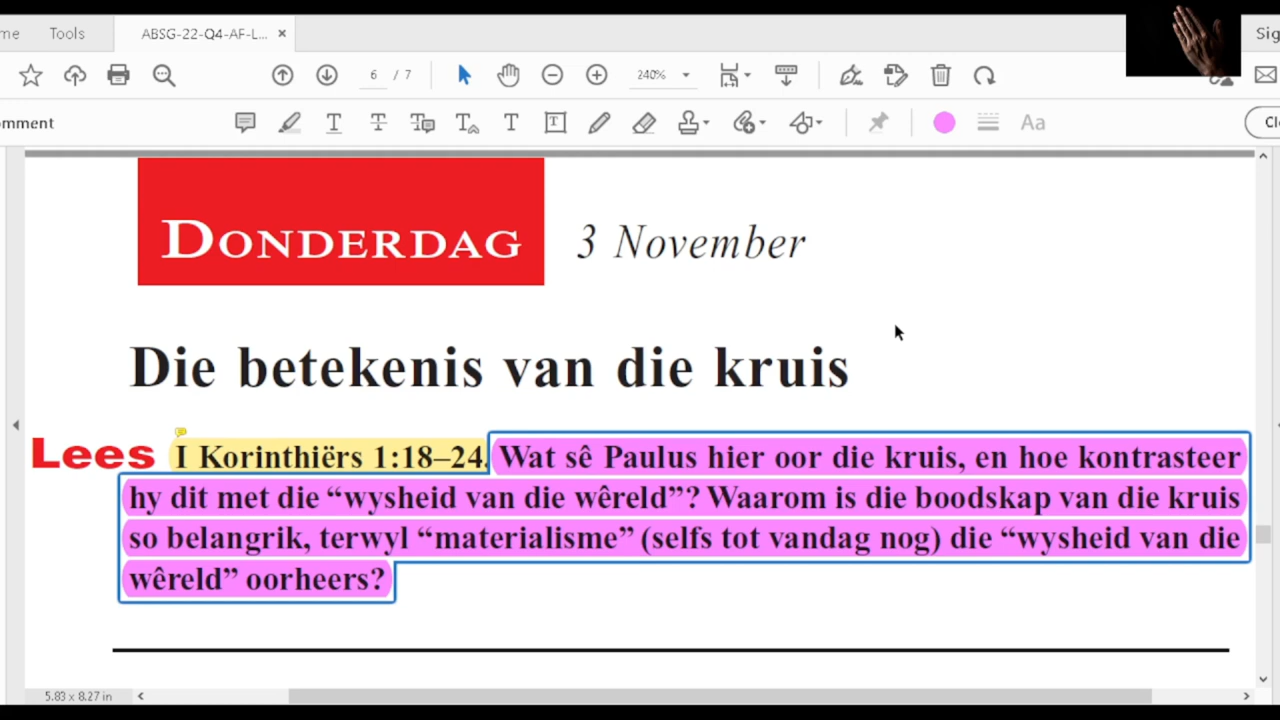 me Tools ABSG-22-Q4-AF-L... × Sig
6 / 7 240%
mment T T T T T T Aa Cl
DONDERDAG 3 November
Die betekenis van die kruis
Lees I Korinthiërs 1:18–24. Wat sê Paulus hier oor die kruis, en hoe kontrasteer
hy dit met die “wysheid van die wêreld”? Waarom is die boodskap van die kruis
so belangrik, terwyl “materialisme” (selfs tot vandag nog) die “wysheid van die
wêreld” oorheers?
5.83 x 8.27 in